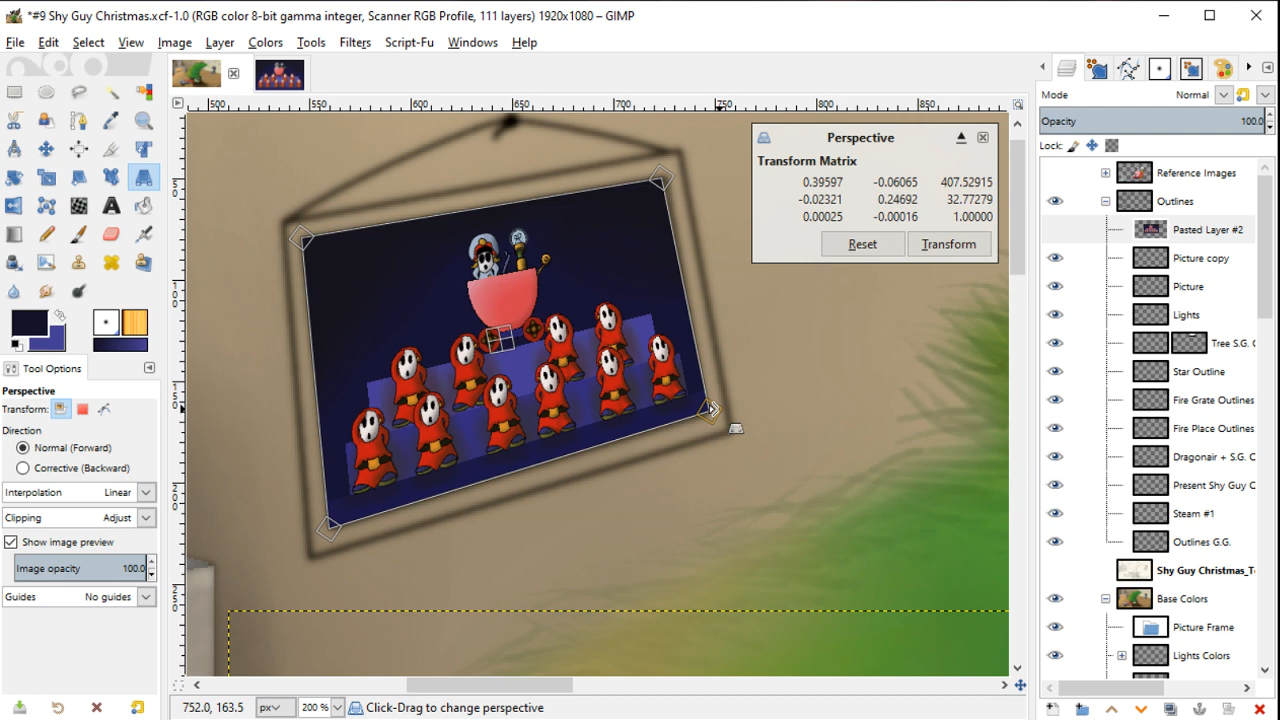 *#9 Shy Guy Christmas.xcf-1.0 (RGB color 8-bit gamma integer, Scanner RGB Profile, 111 layers) 1920x1080 – GIMP
File Edit Select View Image Layer Colors Tools Filters Script-Fu Windows Help
500 550 600 650 700 750 800 850
Perspective
Transform Matrix
0.39597 -0.06065 407.52915
-0.02321 0.24692 32.77279
0.00025 -0.00016 1.00000
Reset Transform
Mode Normal
Opacity 100.0
Lock:
Reference Images
Outlines
Pasted Layer #2
Picture copy
Picture
Lights
Tree S.G. C
Star Outline
Fire Grate Outlines
Fire Place Outlines
Dragonair + S.G. C
Present Shy Guy C
Steam #1
Outlines G.G.
Shy Guy Christmas_T
Base Colors
Picture Frame
Lights Colors
Tool Options
Perspective
Transform:
Direction
Normal (Forward)
Corrective (Backward)
Interpolation Linear
Clipping Adjust
Show image preview
Image opacity 100.0
Guides No guides
50
100
150
200
250
752.0, 163.5 px 200 % Click-Drag to change perspective